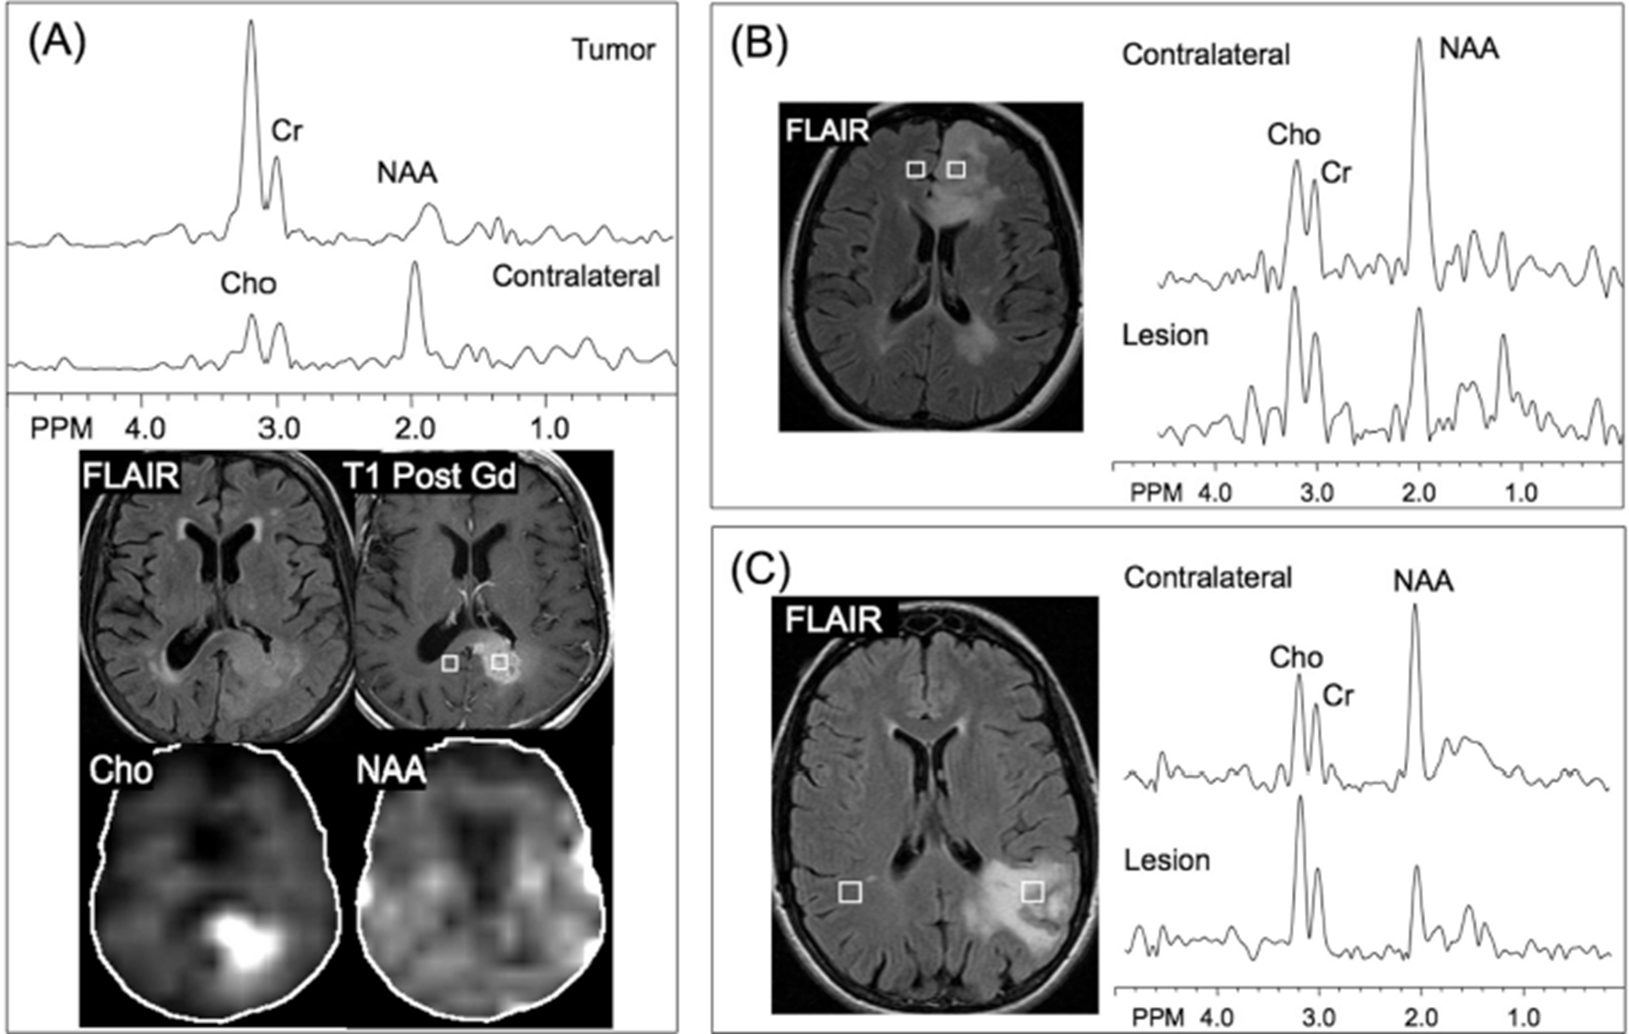 (A)
Tumor
Cr
NAA
Cho
Contralateral
PPM 4.0 3.0 2.0 1.0
FLAIR
T1 Post Gd
Cho
NAA
(B)
FLAIR
Contralateral
NAA
Cho
Cr
Lesion
PPM 4.0 3.0 2.0 1.0
(C)
FLAIR
Contralateral
NAA
Cho
Cr
Lesion
PPM 4.0 3.0 2.0 1.0